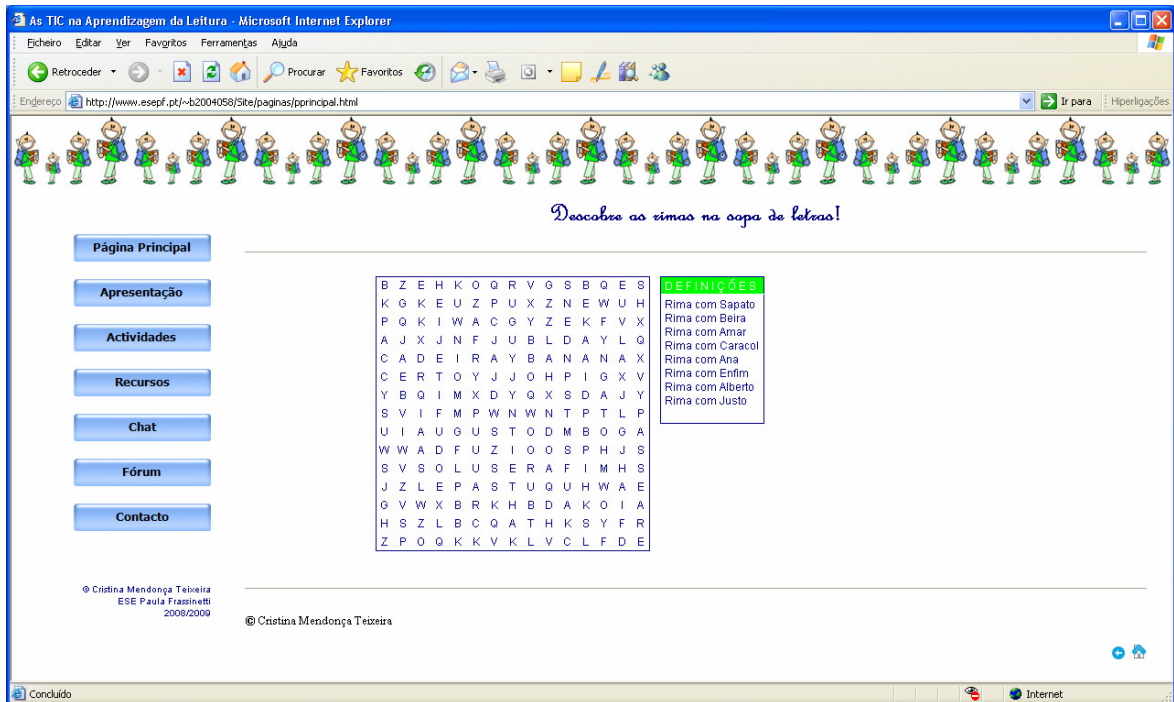 As TIC na Aprendizagem da Leitura - Microsoft Internet Explorer
Ficheiro Editar Ver Favoritos Ferramentas Ajuda
Retroceder Procurar Favoritos
Endereço http://www.esepf.pt/~b2004058/Site/paginas/pprincipal.html Ir para Hiperligações
Descobre as rimas na sopa de letras!
Página Principal
Apresentação
Actividades
Recursos
Chat
Fórum
Contacto
B Z E H K O Q R V G S B Q E S
K G K E U Z P U X Z N E W U H
P Q K I W A C G Y Z E K F V X
A J X J N F J U B L D A Y L Q
C A D E I R A Y B A N A N A X
C E R T O Y J J O H P I G X V
Y B Q I M X D Y Q X S D A J Y
S V I F M P W N W N T P T L P
U I A U G U S T O D M B O G A
W W A D F U Z I O O S P H J S
S V S O L U S E R A F I M H S
J Z L E P A S T U Q U H W A E
G V W X B R K H B D A K O I A
H S Z L B C Q A T H K S Y F R
Z P O Q K K V K L V C L F D E
DEFINIÇÕES
Rima com Sapato
Rima com Beira
Rima com Amar
Rima com Caracol
Rima com Ana
Rima com Enfim
Rima com Alberto
Rima com Justo
© Cristina Mendonça Teixeira
ESE Paula Frassinetti
2008/2009
© Cristina Mendonça Teixeira
Concluído
Internet